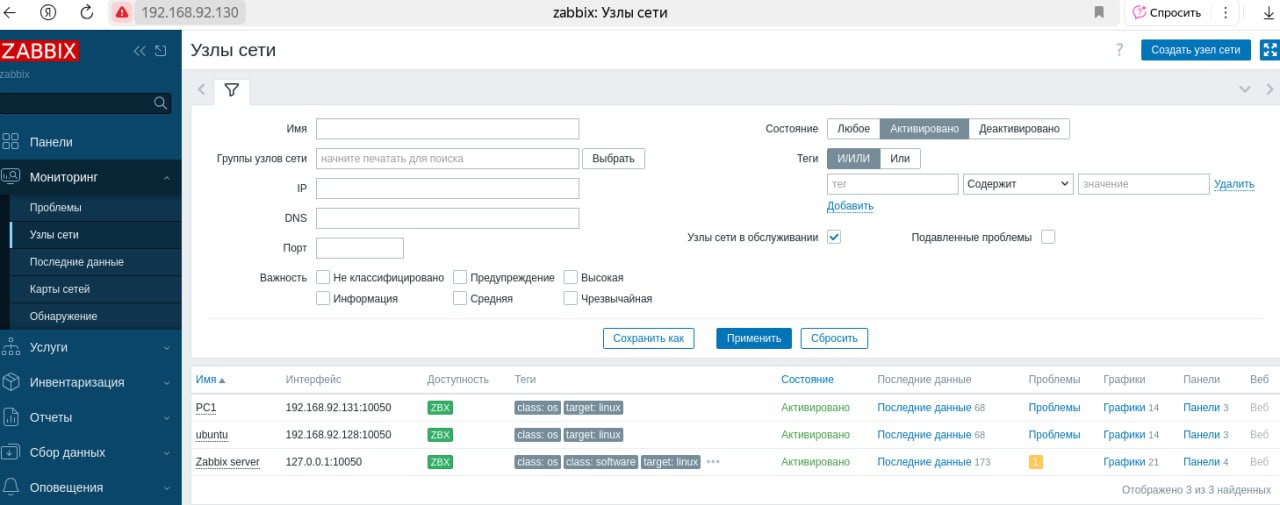 192.168.92.130 zabbix: Узлы сети Спросить
ZABBIX Узлы сети ? Создать узел сети
zabbix
Панели
Мониторинг
Проблемы
Узлы сети
Последние данные
Карты сетей
Обнаружение
Услуги
Инвентаризация
Отчеты
Сбор данных
Оповещения
Имя Состояние Любое Активировано Деактивировано
Группы узлов сети начните печатать для поиска Выбрать Теги И/ИЛИ Или
IP тег Содержит значение Удалить
Добавить
DNS
Узлы сети в обслуживании Подавленные проблемы
Порт
Важность Не классифицировано Предупреждение Высокая
Информация Средняя Чрезвычайная
Сохранить как Применить Сбросить
Имя Интерфейс Доступность Теги Состояние Последние данные Проблемы Графики Панели Веб
PC1 192.168.92.131:10050 ZBX class: os target: linux Активировано Последние данные 68 Проблемы Графики 14 Панели 3 Веб
ubuntu 192.168.92.128:10050 ZBX class: os target: linux Активировано Последние данные 68 Проблемы Графики 14 Панели 3 Веб
Zabbix server 127.0.0.1:10050 ZBX class: os class: software target: linux ••• Активировано Последние данные 173 1 Графики 21 Панели 4 Веб
Отображено 3 из 3 найденных